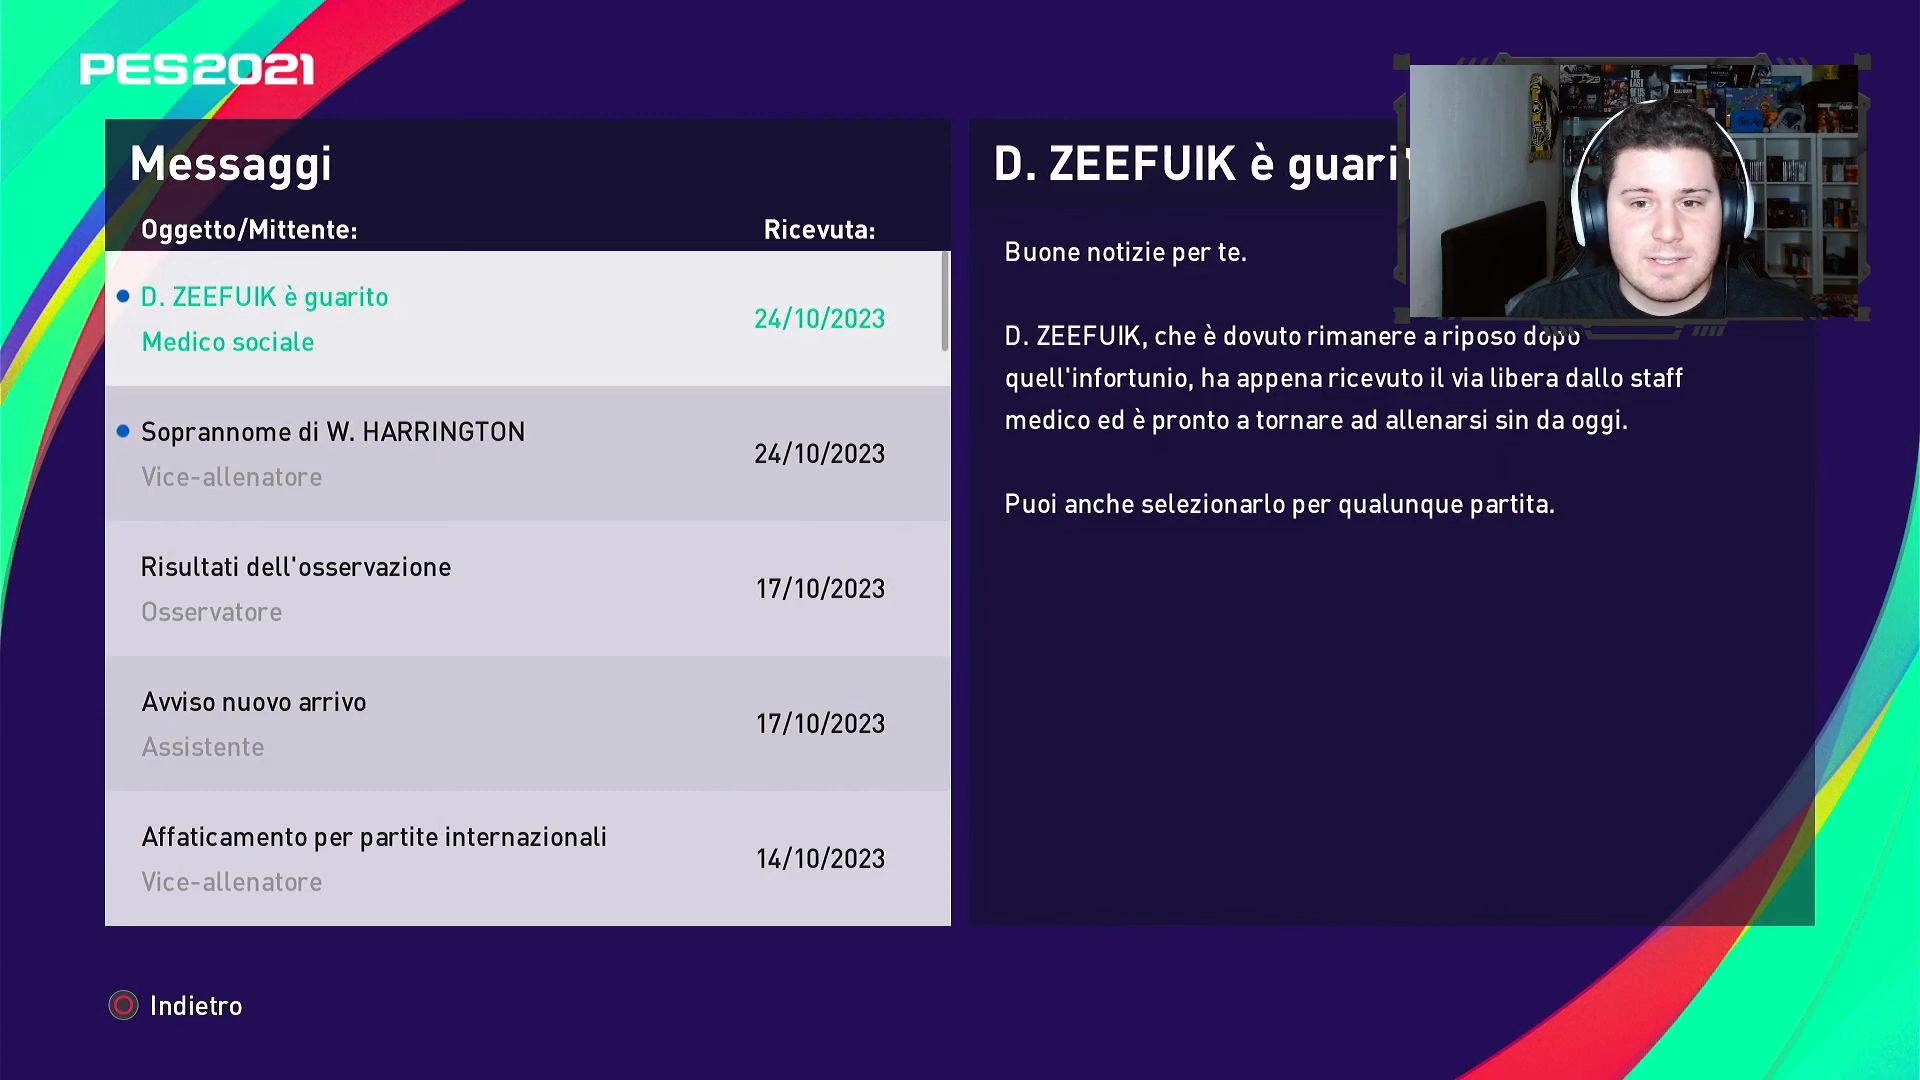 PES2021
Messaggi
Oggetto/Mittente:
Ricevuta:
D. ZEEFUIK è guarito
Medico sociale
24/10/2023
Soprannome di W. HARRINGTON
Vice-allenatore
24/10/2023
Risultati dell'osservazione
Osservatore
17/10/2023
Avviso nuovo arrivo
Assistente
17/10/2023
Affaticamento per partite internazionali
Vice-allenatore
14/10/2023
Indietro
D. ZEEFUIK è guari
Buone notizie per te.
D. ZEEFUIK, che è dovuto rimanere a riposo dopo
quell'infortunio, ha appena ricevuto il via libera dallo staff
medico ed è pronto a tornare ad allenarsi sin da oggi.
Puoi anche selezionarlo per qualunque partita.
THE
LAST